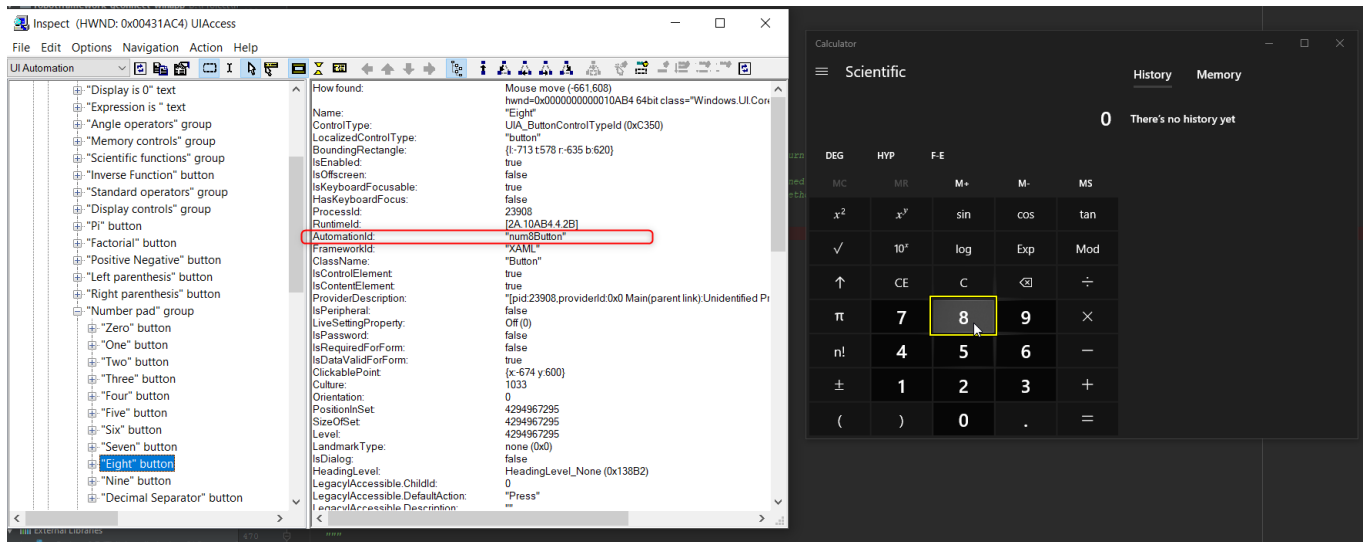 Inspect (HWND: 0x00431AC4) UIAccess
File Edit Options Navigation Action Help
UI Automation
"Display is 0" text
"Expression is " text
"Angle operators" group
"Memory controls" group
"Scientific functions" group
"Inverse Function" button
"Standard operators" group
"Display controls" group
"Pi" button
"Factorial" button
"Positive Negative" button
"Left parenthesis" button
"Right parenthesis" button
"Number pad" group
"Zero" button
"One" button
"Two" button
"Three" button
"Four" button
"Five" button
"Six" button
"Seven" button
"Eight" button
"Nine" button
"Decimal Separator" button
How found: Mouse move (-661,608)
hwnd=0x0000000000010AB4 64bit class="Windows.UI.Core
Name: "Eight"
ControlType: UIA_ButtonControlTypeId (0xC350)
LocalizedControlType: "button"
BoundingRectangle: {l:-713 t:578 r:-635 b:620}
IsEnabled: true
IsOffscreen: false
IsKeyboardFocusable: true
HasKeyboardFocus: false
ProcessId: 23908
RuntimeId: [2A.10AB4.4.2B]
AutomationId: "num8Button"
FrameworkId: "XAML"
ClassName: "Button"
IsControlElement: true
IsContentElement: true
ProviderDescription: "[pid:23908,providerId:0x0 Main(parent link):Unidentified Pr
IsPeripheral: false
LiveSettingProperty: Off (0)
IsPassword: false
IsRequiredForForm: false
IsDataValidForForm: true
ClickablePoint: {x:-674 y:600}
Culture: 1033
Orientation: 0
PositionInSet: 4294967295
SizeOfSet: 4294967295
Level: 4294967295
LandmarkType: none (0x0)
IsDialog: false
HeadingLevel: HeadingLevel_None (0x138B2)
LegacyIAccessible.ChildId: 0
LegacyIAccessible.DefaultAction: "Press"
LegacyIAccessible.Description: ""
External Libraries
470
"""
Calculator
Scientific
History Memory
0
There's no history yet
DEG HYP F-E
MC MR M+ M- MS
x² xʸ sin cos tan
√ 10ˣ log Exp Mod
↑ CE C ⌫ ÷
π 7 8 9 ×
n! 4 5 6 −
± 1 2 3 +
( ) 0 . =